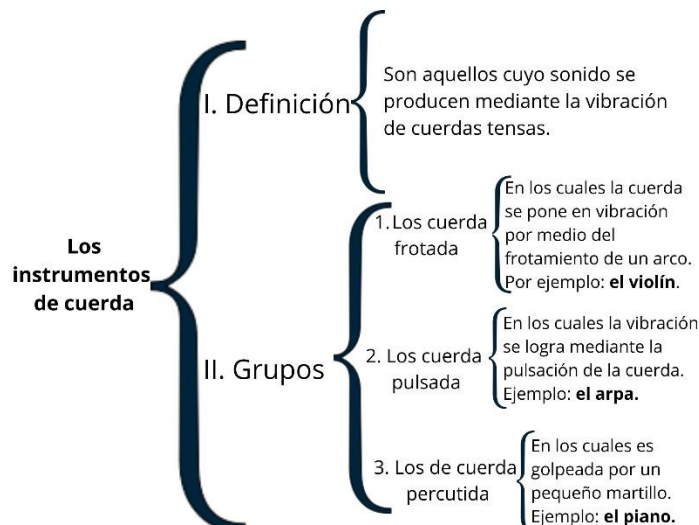 Los
instrumentos
de cuerda
I. Definición
Son aquellos cuyo sonido se
producen mediante la vibración
de cuerdas tensas.
II. Grupos
1. Los cuerda
frotada
En los cuales la cuerda
se pone en vibración
por medio del
frotamiento de un arco.
Por ejemplo: el violín.
2. Los cuerda
pulsada
En los cuales la vibración
se logra mediante la
pulsación de la cuerda.
Ejemplo: el arpa.
3. Los de cuerda
percutida
En los cuales es
golpeada por un
pequeño martillo.
Ejemplo: el piano.